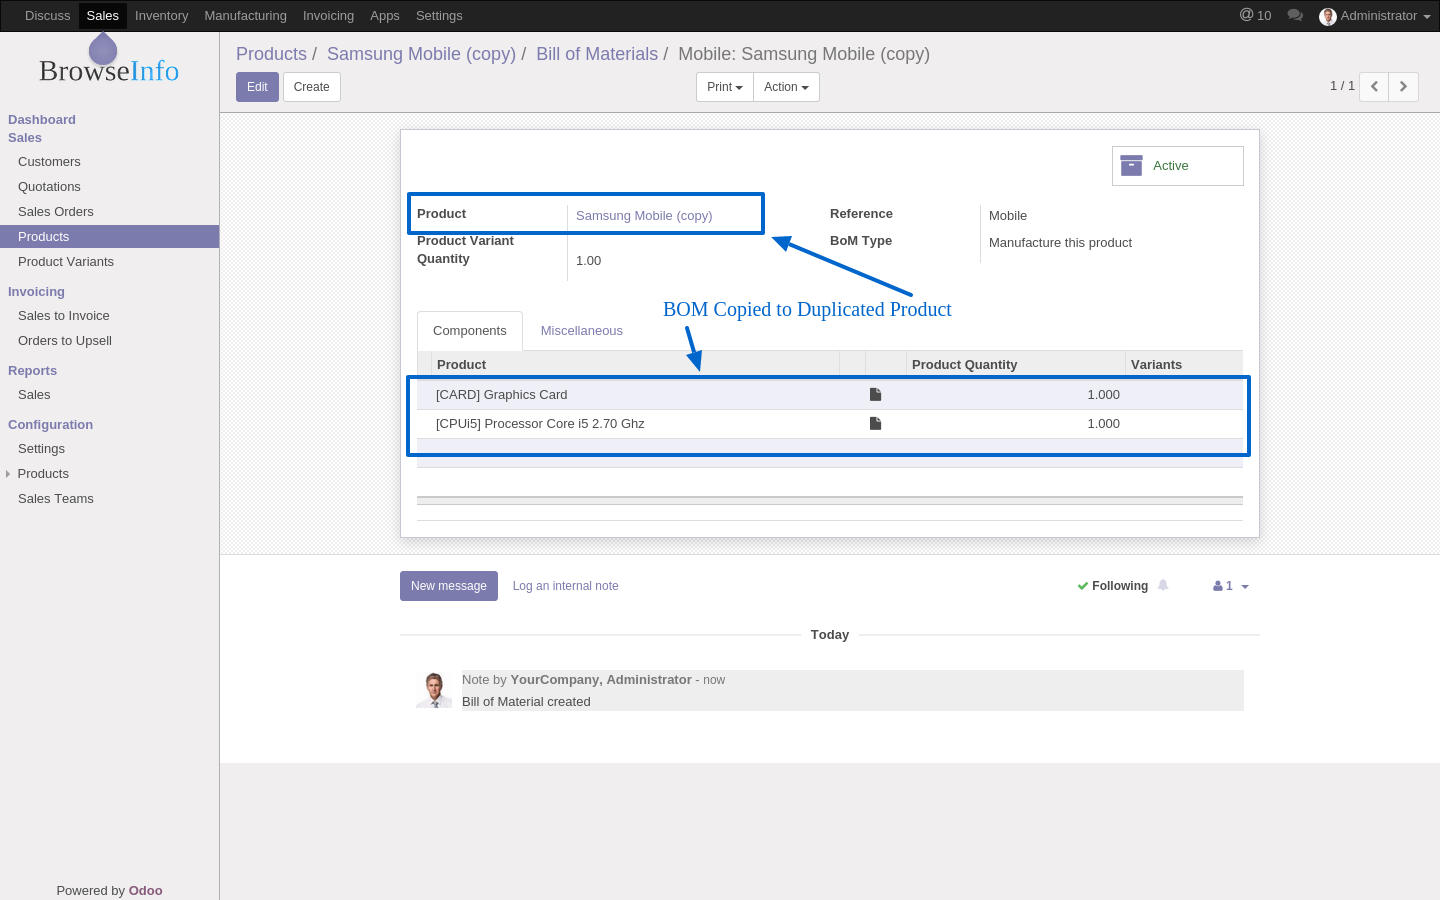 Discuss Sales Inventory Manufacturing Invoicing Apps Settings @ 10 Administrator
BrowseInfo
Products / Samsung Mobile (copy) / Bill of Materials / Mobile: Samsung Mobile (copy)
Edit Create Print Action 1 / 1
Dashboard
Sales
Customers
Quotations
Sales Orders
Products
Product Variants
Invoicing
Sales to Invoice
Orders to Upsell
Reports
Sales
Configuration
Settings
Products
Sales Teams
Powered by Odoo
Active
Product Samsung Mobile (copy) Reference Mobile
Product Variant BoM Type Manufacture this product
Quantity 1.00
BOM Copied to Duplicated Product
Components Miscellaneous
Product Product Quantity Variants
[CARD] Graphics Card 1.000
[CPUi5] Processor Core i5 2.70 Ghz 1.000
New message Log an internal note Following 1
Today
Note by YourCompany, Administrator - now
Bill of Material created